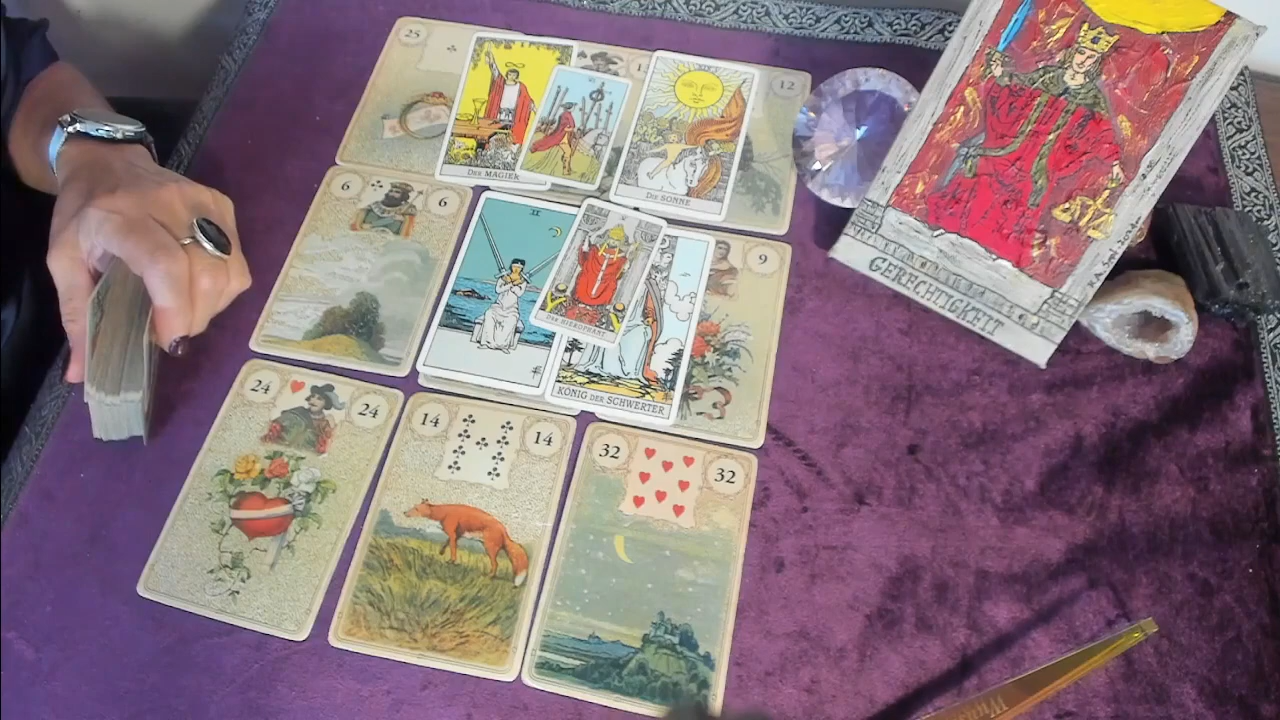 25
12
DER MAGIER
DIE SONNE
6
6
9
II
DER HIEROPHANT
KÖNIG DER SCHWERTER
GERECHTIGKEIT
24
24
14
14
32
32